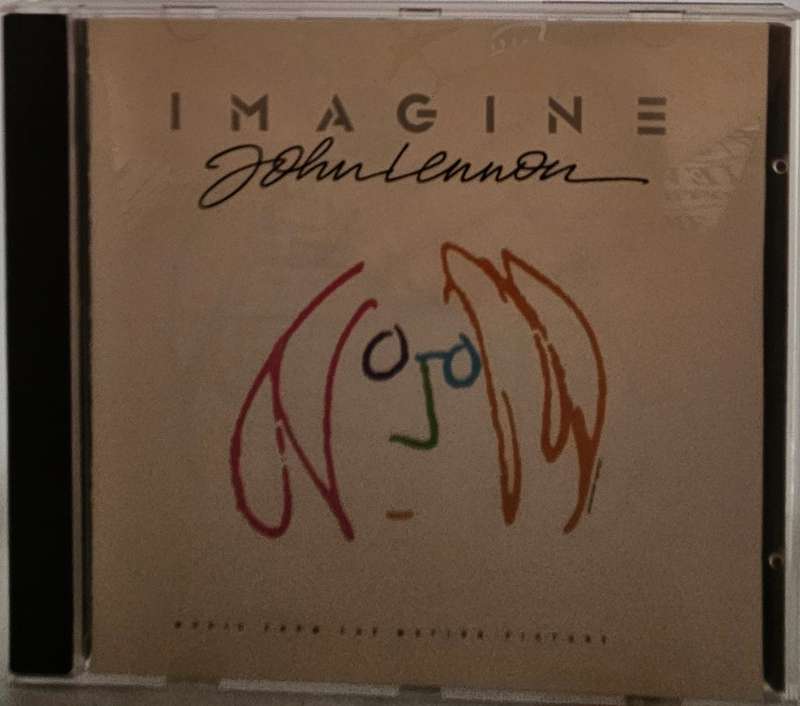 IMAGINE
John Lennon
MUSIC FROM THE MOTION PICTURE